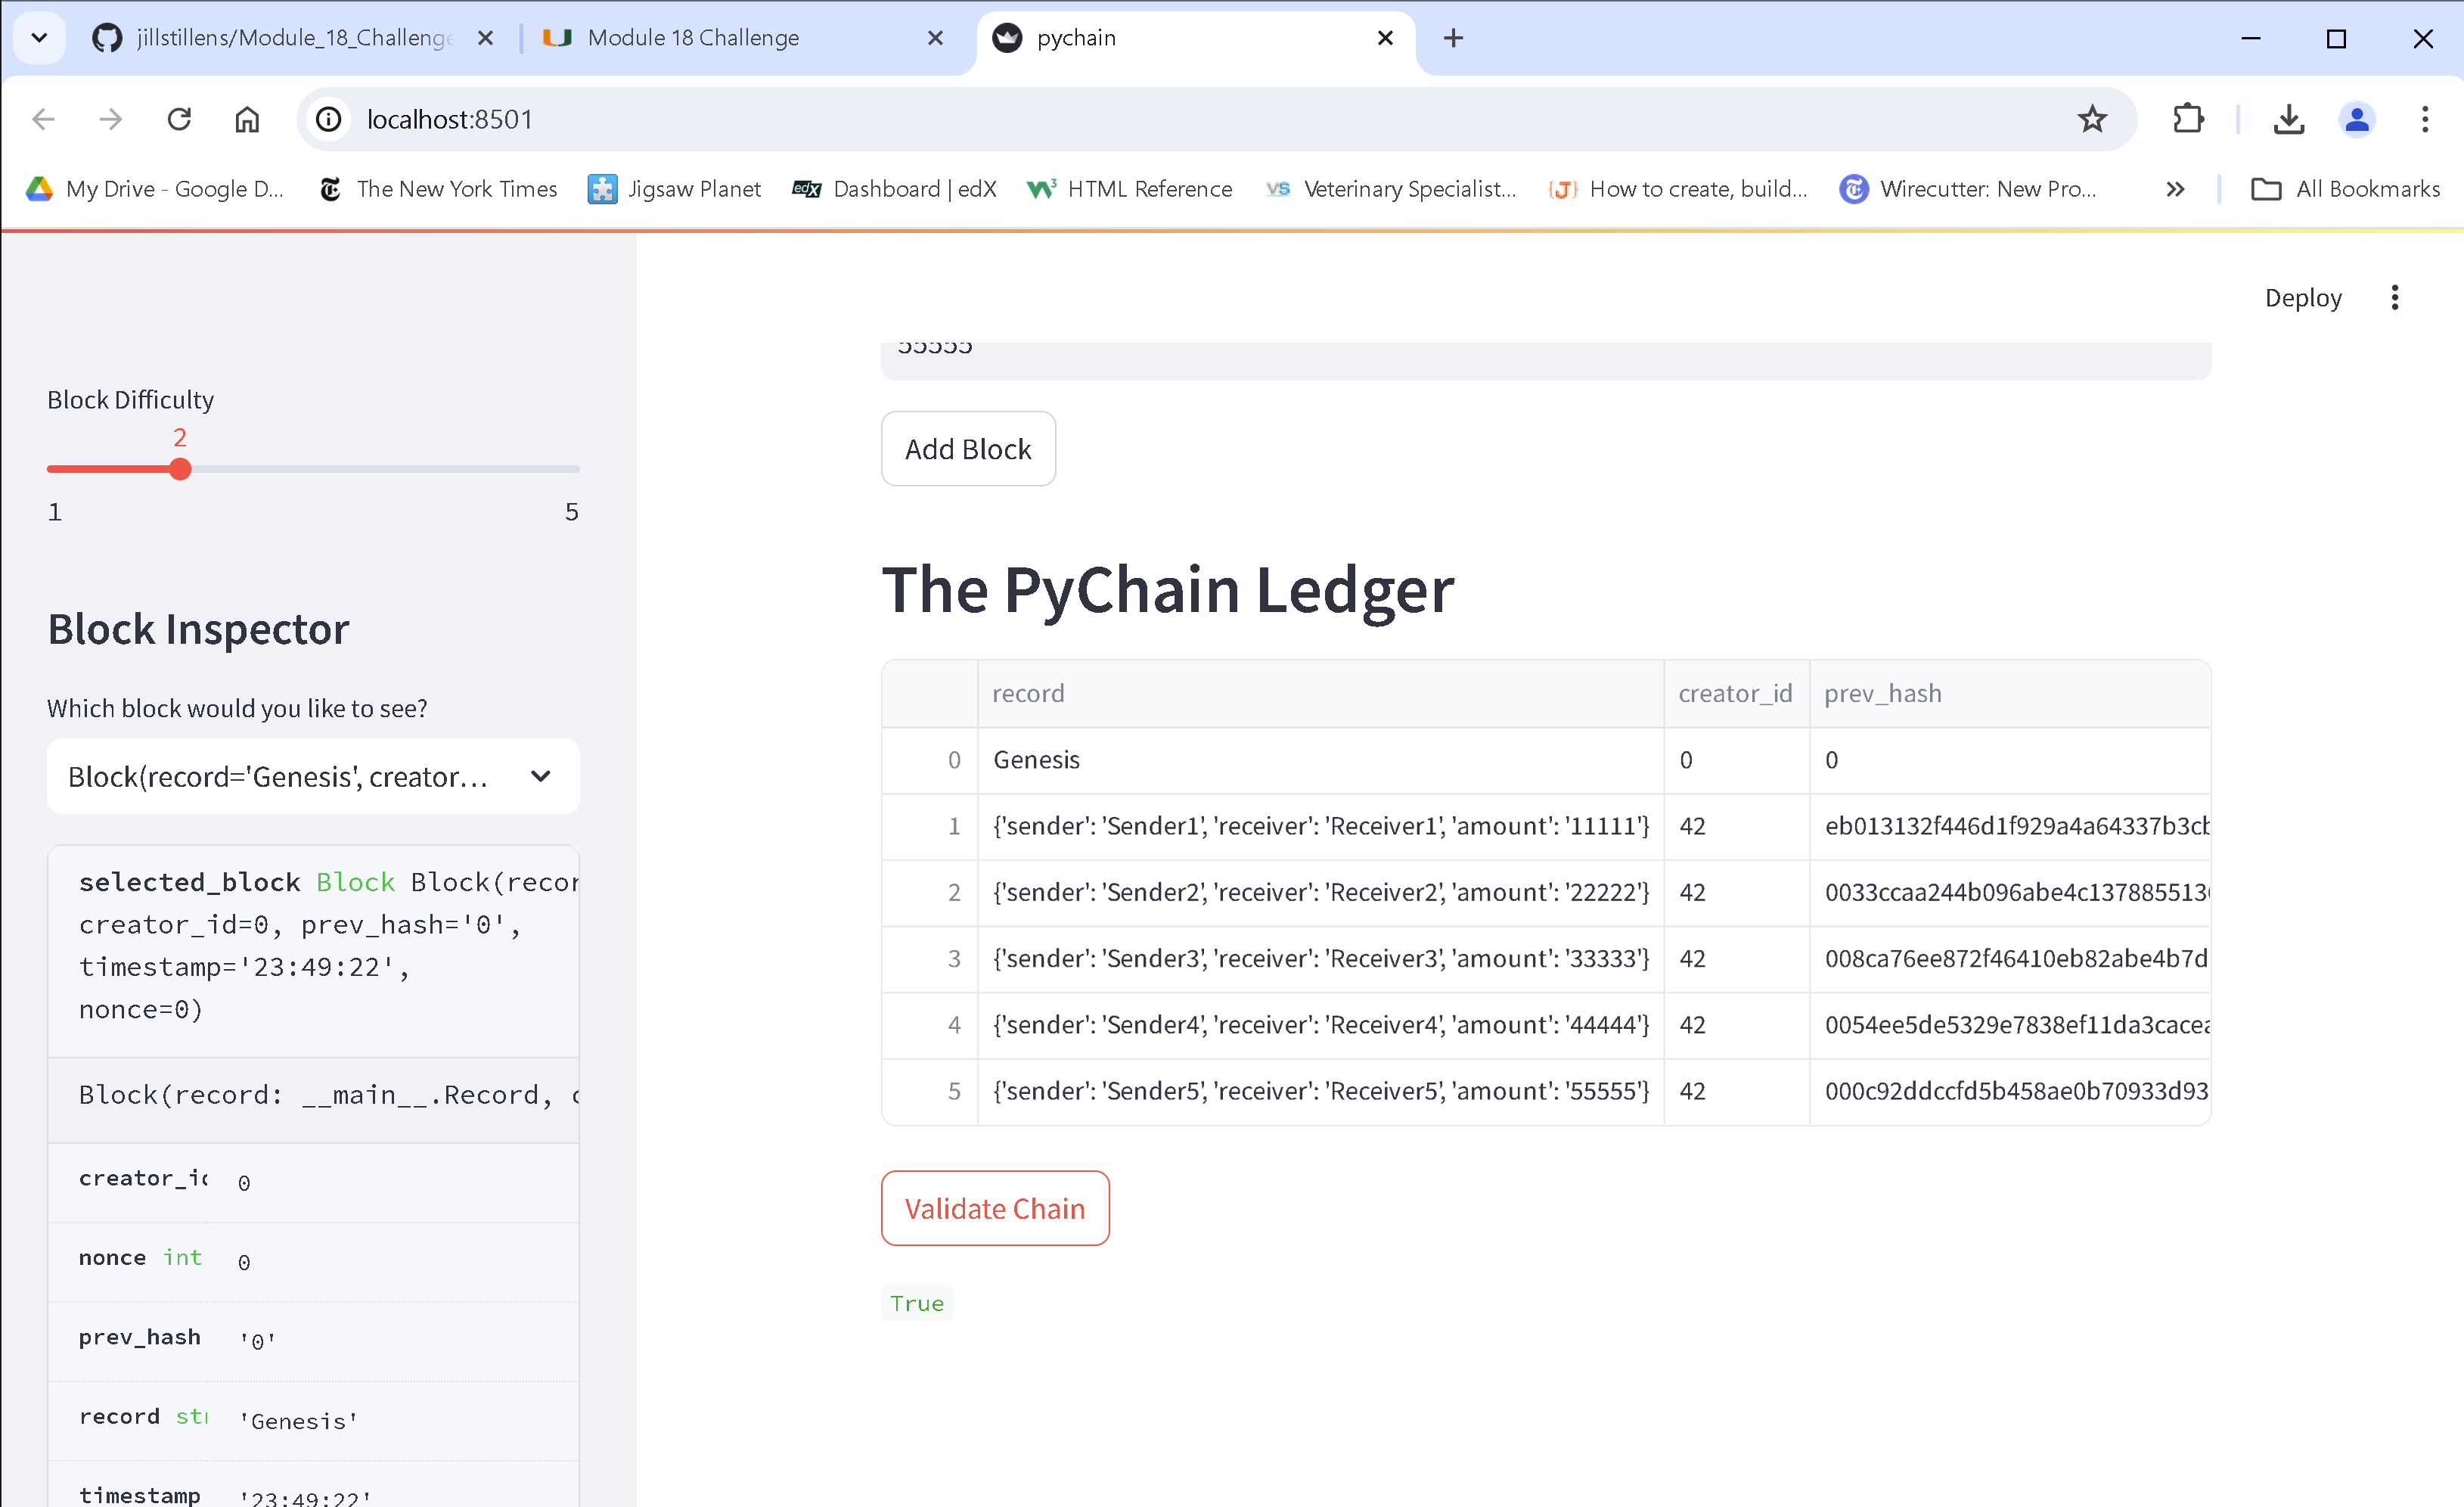 jillstillens/Module_18_Challenge
Module 18 Challenge
pychain
localhost:8501
My Drive - Google D...
The New York Times
Jigsaw Planet
Dashboard | edX
HTML Reference
Veterinary Specialist...
How to create, build...
Wirecutter: New Pro...
All Bookmarks
Deploy
Block Difficulty
2
1 5
Block Inspector
Which block would you like to see?
Block(record='Genesis', creator...
selected_block Block Block(recor
creator_id=0, prev_hash='0',
timestamp='23:49:22',
nonce=0)
Block(record: __main__.Record, c
creator_id 0
nonce int 0
prev_hash '0'
record str 'Genesis'
timestamp '23:49:22'
55555
Add Block
The PyChain Ledger
record creator_id prev_hash
0 Genesis 0 0
1 {'sender': 'Sender1', 'receiver': 'Receiver1', 'amount': '11111'} 42 eb013132f446d1f929a4a64337b3cb
2 {'sender': 'Sender2', 'receiver': 'Receiver2', 'amount': '22222'} 42 0033ccaa244b096abe4c137885513
3 {'sender': 'Sender3', 'receiver': 'Receiver3', 'amount': '33333'} 42 008ca76ee872f46410eb82abe4b7d
4 {'sender': 'Sender4', 'receiver': 'Receiver4', 'amount': '44444'} 42 0054ee5de5329e7838ef11da3cacea
5 {'sender': 'Sender5', 'receiver': 'Receiver5', 'amount': '55555'} 42 000c92ddccfd5b458ae0b70933d93
Validate Chain
True